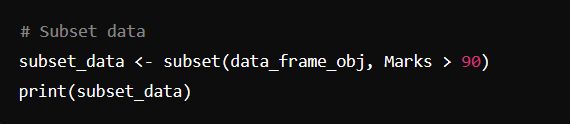 # Subset data
subset_data <- subset(data_frame_obj, Marks > 90)
print(subset_data)